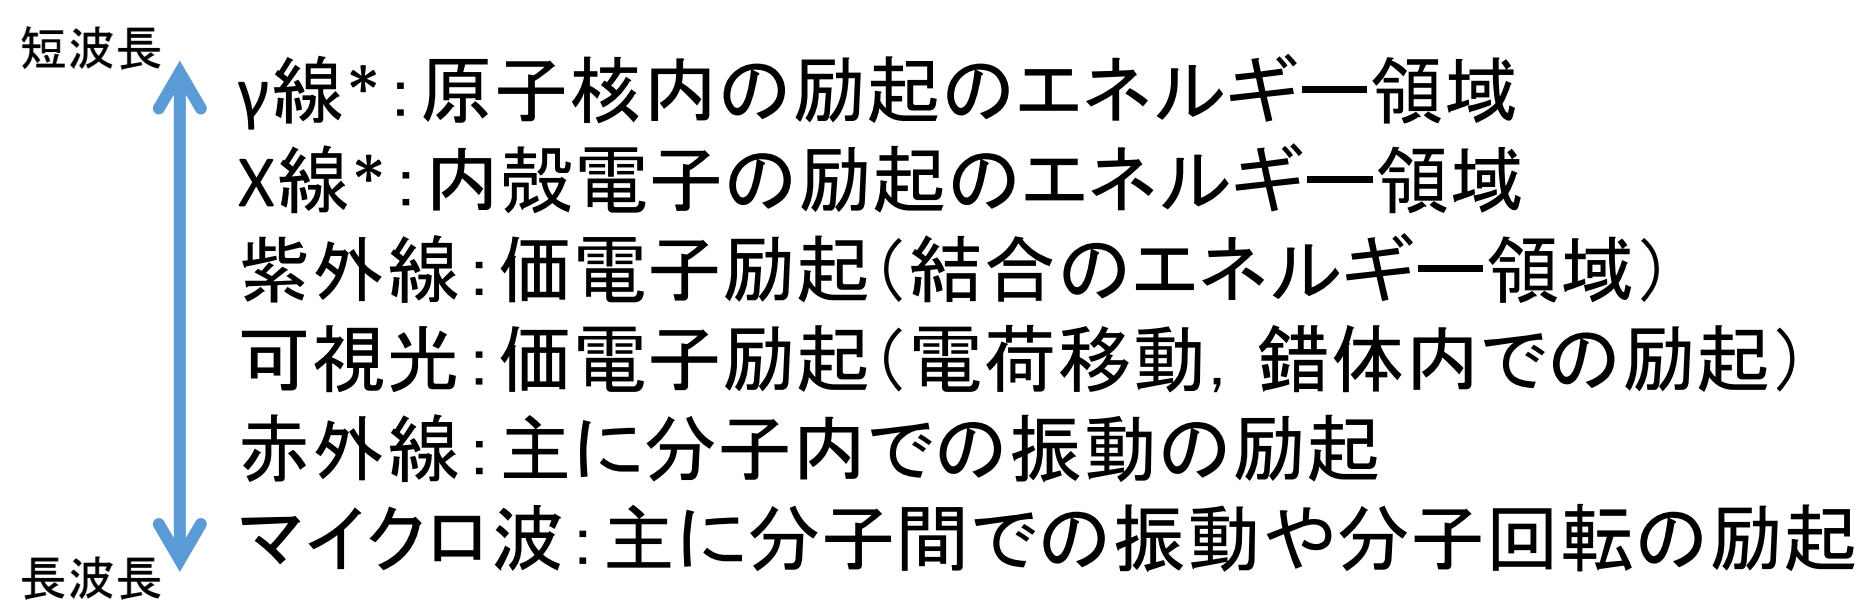 短波長
γ線*：原子核内の励起のエネルギー領域
X線*：内殻電子の励起のエネルギー領域
紫外線：価電子励起（結合のエネルギー領域）
可視光：価電子励起（電荷移動，錯体内での励起）
赤外線：主に分子内での振動の励起
マイクロ波：主に分子間での振動や分子回転の励起
長波長